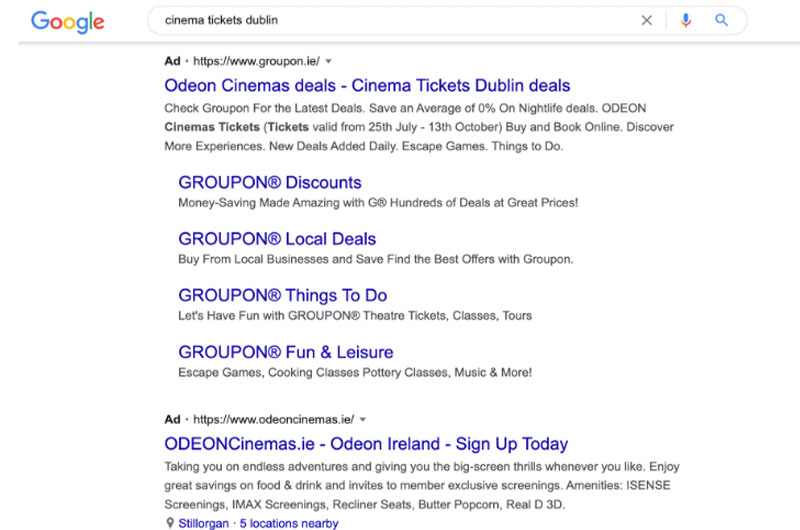 Google
cinema tickets dublin
Ad · https://www.groupon.ie/
Odeon Cinemas deals - Cinema Tickets Dublin deals
Check Groupon For the Latest Deals. Save an Average of 0% On Nightlife deals. ODEON
Cinemas Tickets (Tickets valid from 25th July - 13th October) Buy and Book Online. Discover
More Experiences. New Deals Added Daily. Escape Games. Things to Do.
GROUPON® Discounts
Money-Saving Made Amazing with G® Hundreds of Deals at Great Prices!
GROUPON® Local Deals
Buy From Local Businesses and Save Find the Best Offers with Groupon.
GROUPON® Things To Do
Let's Have Fun with GROUPON® Theatre Tickets, Classes, Tours
GROUPON® Fun & Leisure
Escape Games, Cooking Classes Pottery Classes, Music & More!
Ad · https://www.odeoncinemas.ie/
ODEONCinemas.ie - Odeon Ireland - Sign Up Today
Taking you on endless adventures and giving you the big-screen thrills whenever you like. Enjoy
great savings on food & drink and invites to member exclusive screenings. Amenities: ISENSE
Screenings, IMAX Screenings, Recliner Seats, Butter Popcorn, Real D 3D.
Stillorgan · 5 locations nearby